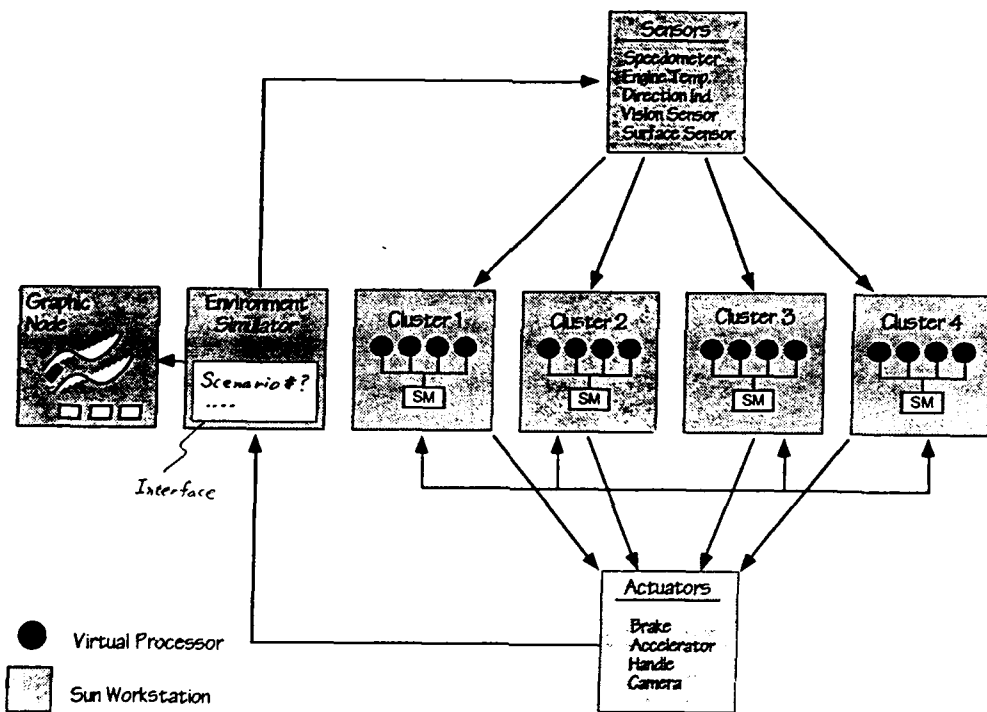 Sensors
Speedometer
Engine Temp.
Direction Ind.
Vision Sensor
Surface Sensor
Graphic
Node
Environment
Simulator
Scenario #?
....
Interface
Cluster 1
SM
Cluster 2
SM
Cluster 3
SM
Cluster 4
SM
Actuators
Brake
Accelerator
Handle
Camera
Virtual Processor
Sun Workstation